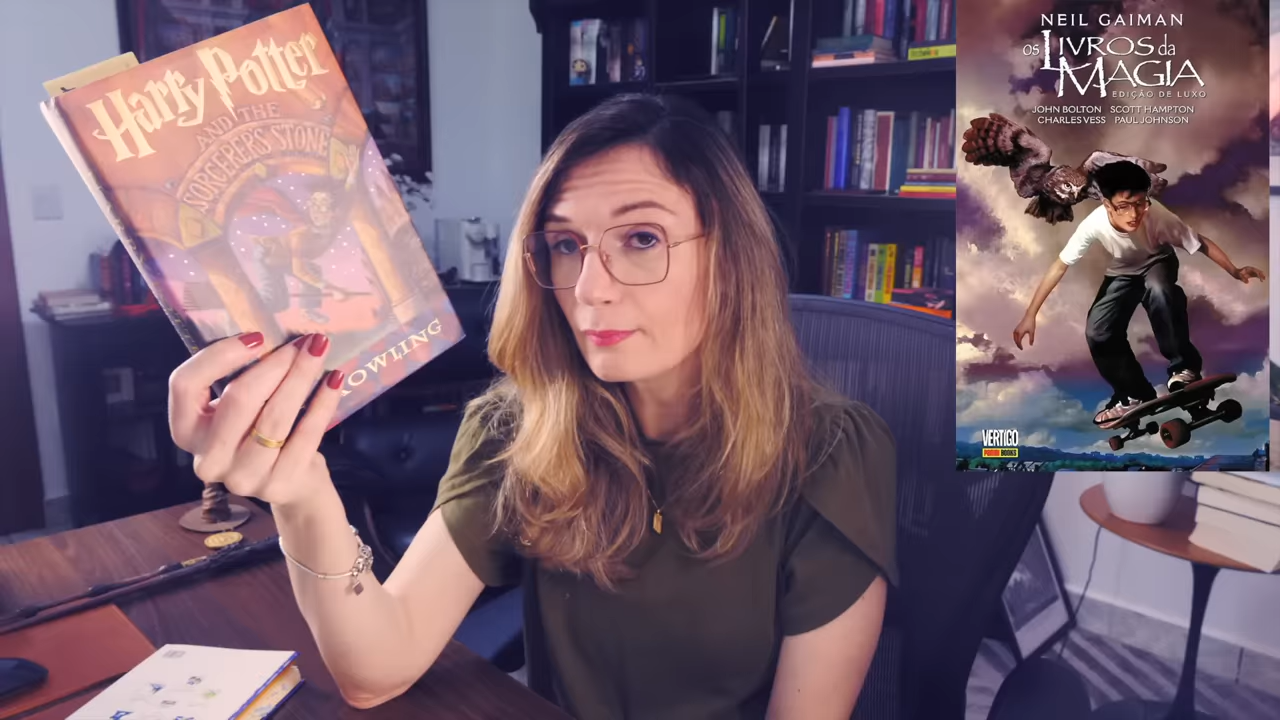 Harry Potter
AND THE
SORCERER'S STONE
ROWLING
NEIL GAIMAN
OS LIVROS da
MAGIA
EDIÇÃO DE LUXO
JOHN BOLTON SCOTT HAMPTON
CHARLES VESS PAUL JOHNSON
VERTIGO
PANINI BOOKS